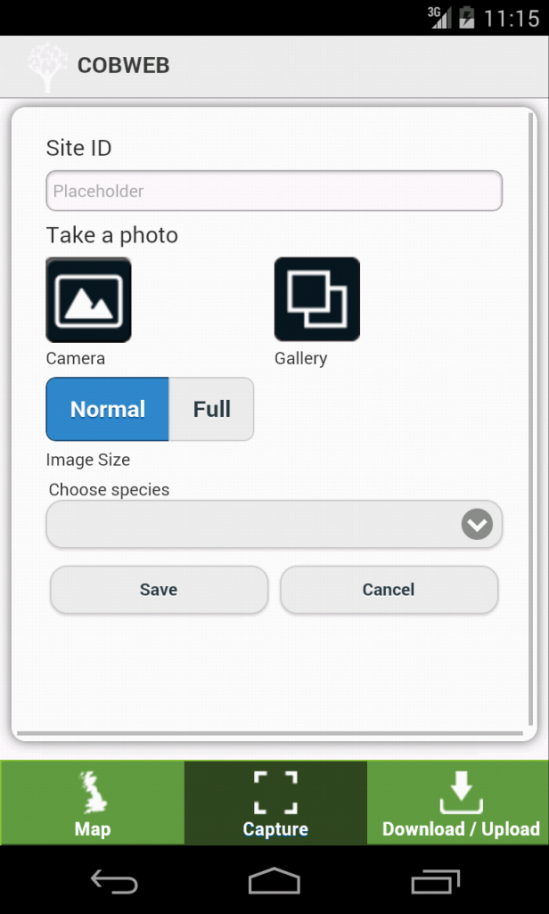 3G 11:15
COBWEB
Site ID
Placeholder
Take a photo
Camera Gallery
Normal Full
Image Size
Choose species
Save Cancel
Map Capture Download / Upload